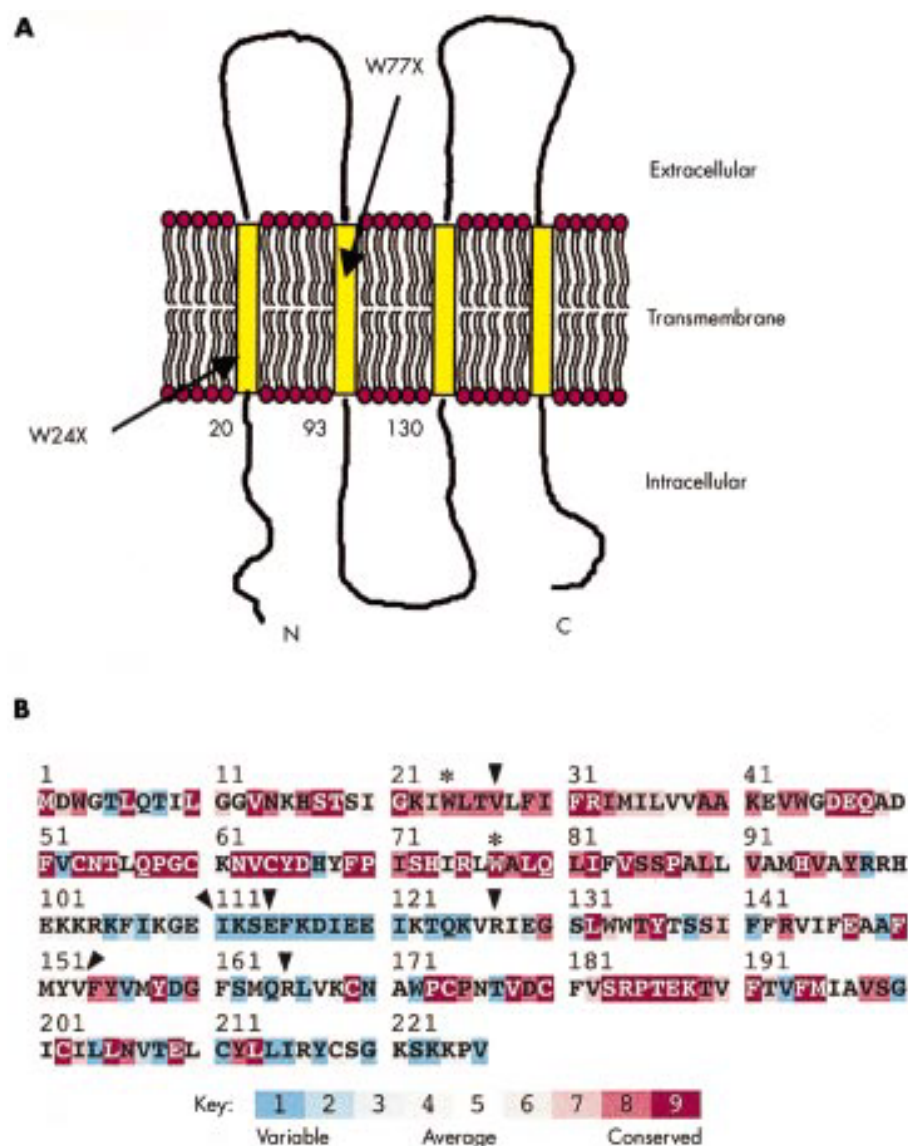 A
W77X
Extracellular
Transmembrane
W24X
20 93 130
Intracellular
N C
B
1 11 21 * 31 41
MDWGTLQTIL GGVNKHSTSI GKIWLTVLFI FRIMILVVAA KEVWGDEQAD
51 61 71 * 81 91
FVCNTLQPGC KNVCYDHYFP ISHIRLWALQ LIFVSSPALL VAMHVAYRRH
101 111 121 131 141
EKKRKFIKGE IKSEFKDIEE IKTQKVRIEG SLWWTYTSSI FFRVIFEAAF
151 161 171 181 191
MYVFYVMYDG FSMQRLVKCN AWPCPNTVDC FVSRPTEKTV FTVFMIAVSG
201 211 221
ICILLNVTEL CYLLIRYCSG KSKKPV
Key: 1 2 3 4 5 6 7 8 9
Variable Average Conserved